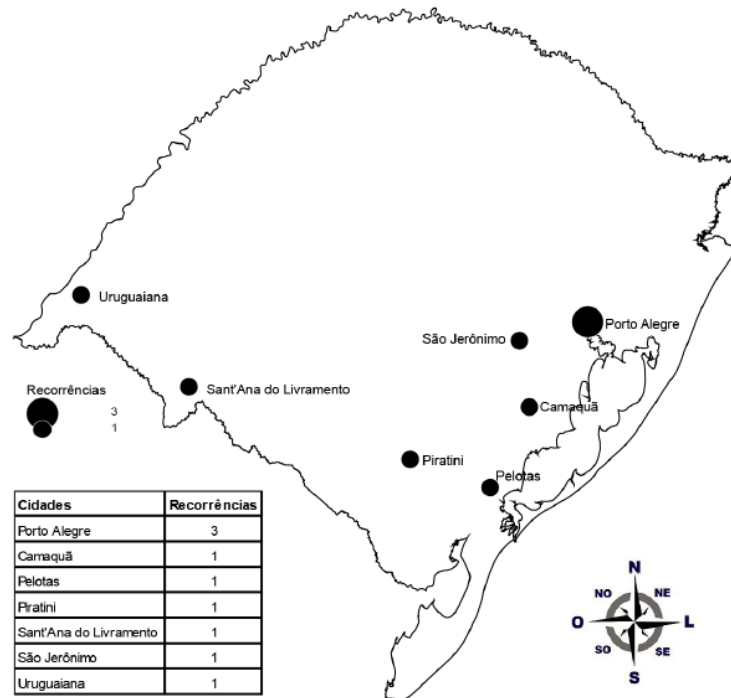 Uruguaiana
Porto Alegre
São Jerônimo
Sant'Ana do Livramento
Recorrências
3
1
Camaquã
Piratini
Pelotas
Cidades Recorrências
Porto Alegre 3
Camaquã 1
Pelotas 1
Piratini 1
Sant'Ana do Livramento 1
São Jerônimo 1
Uruguaiana 1
N
NO NE
O L
SO SE
S